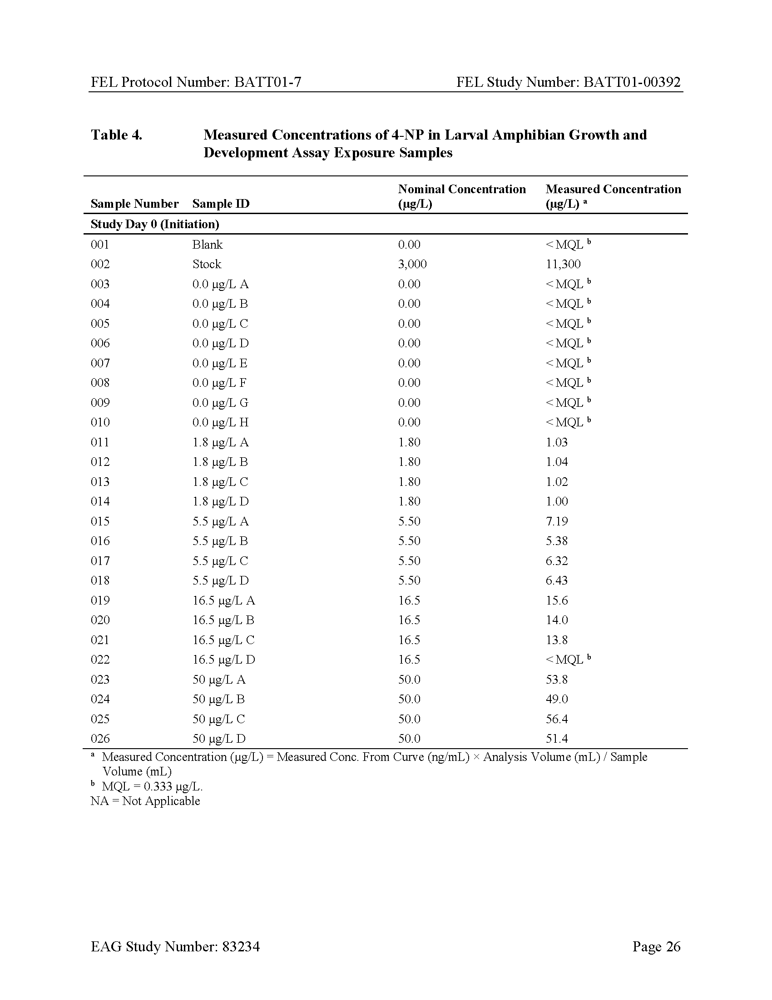 FEL Protocol Number: BATT01-7 FEL Study Number: BATT01-00392
Table 4. Measured Concentrations of 4-NP in Larval Amphibian Growth and
Development Assay Exposure Samples
Nominal Concentration Measured Concentration
Sample Number Sample ID (µg/L) (µg/L) a
Study Day 0 (Initiation)
001 Blank 0.00 < MQL b
002 Stock 3,000 11,300
003 0.0 µg/L A 0.00 < MQL b
004 0.0 µg/L B 0.00 < MQL b
005 0.0 µg/L C 0.00 < MQL b
006 0.0 µg/L D 0.00 < MQL b
007 0.0 µg/L E 0.00 < MQL b
008 0.0 µg/L F 0.00 < MQL b
009 0.0 µg/L G 0.00 < MQL b
010 0.0 µg/L H 0.00 < MQL b
011 1.8 µg/L A 1.80 1.03
012 1.8 µg/L B 1.80 1.04
013 1.8 µg/L C 1.80 1.02
014 1.8 µg/L D 1.80 1.00
015 5.5 µg/L A 5.50 7.19
016 5.5 µg/L B 5.50 5.38
017 5.5 µg/L C 5.50 6.32
018 5.5 µg/L D 5.50 6.43
019 16.5 µg/L A 16.5 15.6
020 16.5 µg/L B 16.5 14.0
021 16.5 µg/L C 16.5 13.8
022 16.5 µg/L D 16.5 < MQL b
023 50 µg/L A 50.0 53.8
024 50 µg/L B 50.0 49.0
025 50 µg/L C 50.0 56.4
026 50 µg/L D 50.0 51.4
a Measured Concentration (µg/L) = Measured Conc. From Curve (ng/mL) × Analysis Volume (mL) / Sample
Volume (mL)
b MQL = 0.333 µg/L.
NA = Not Applicable
EAG Study Number: 83234 Page 26